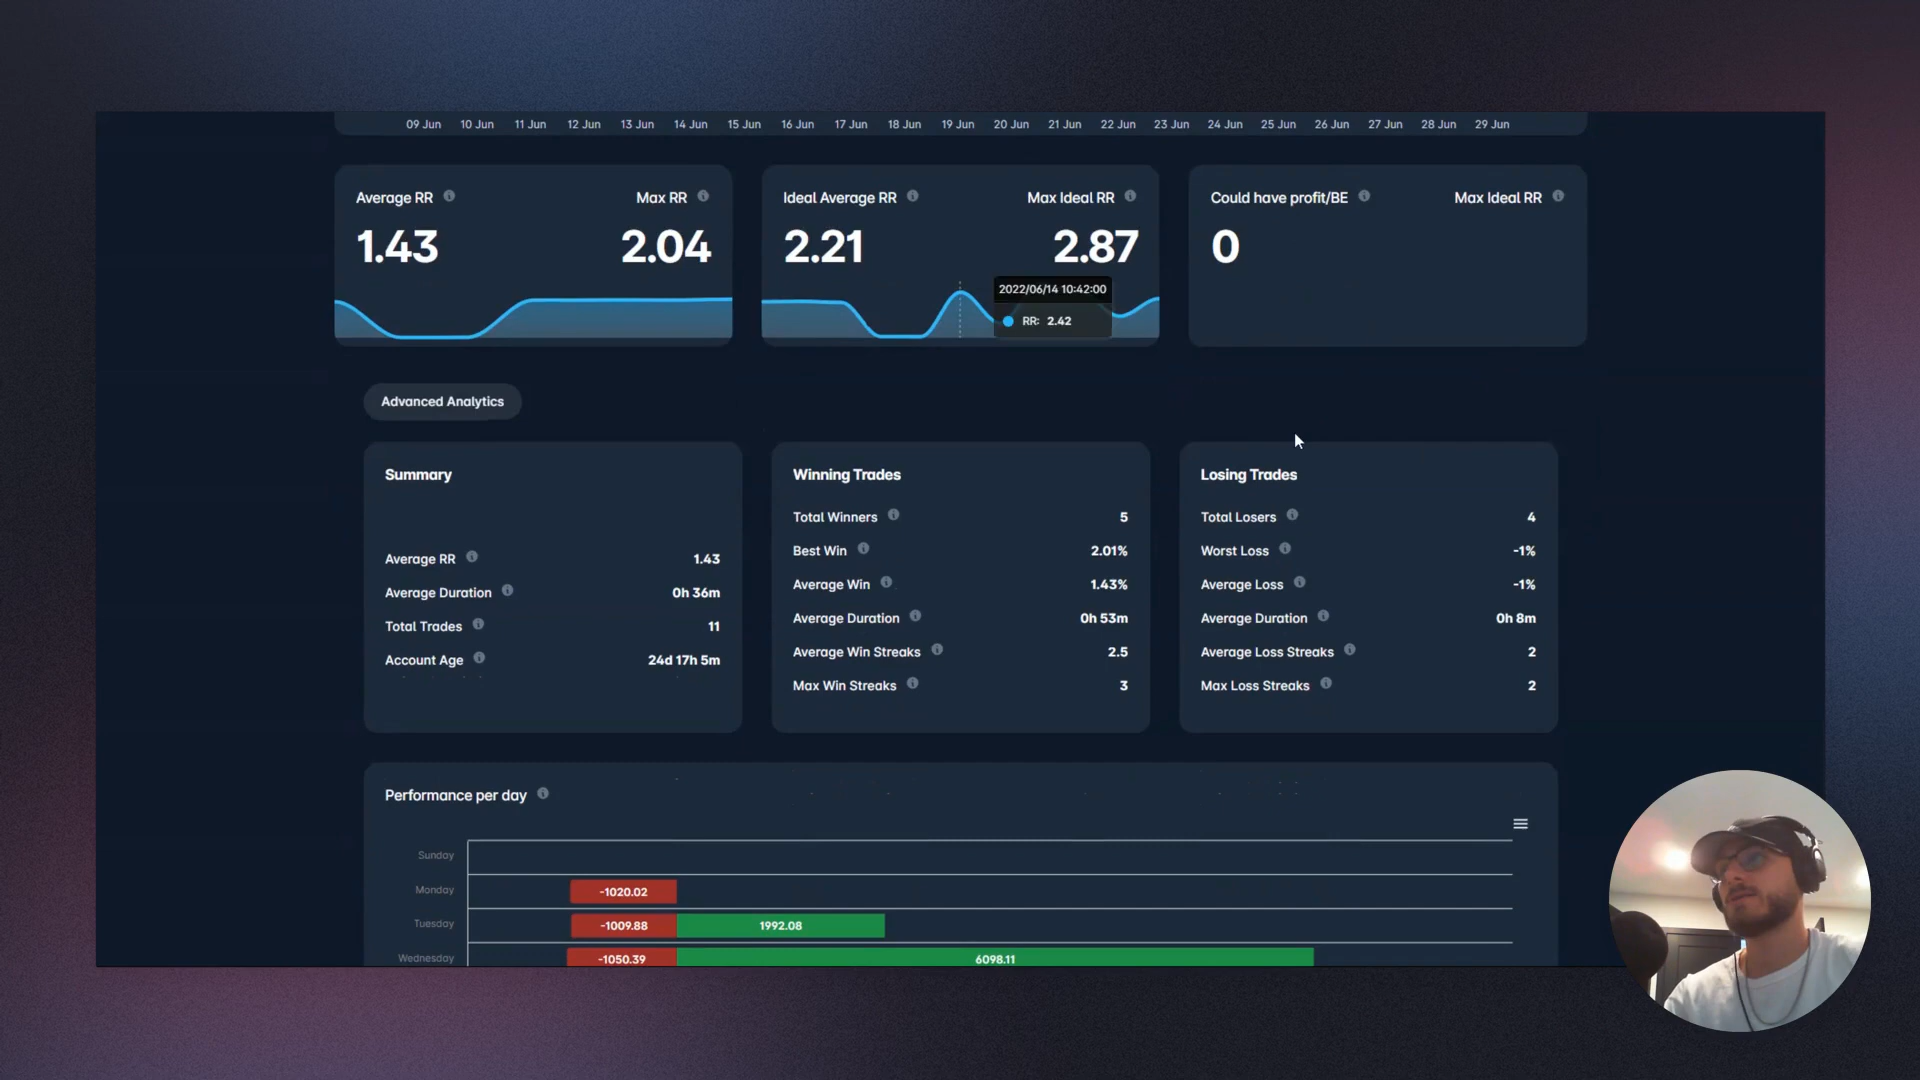 09 Jun 10 Jun 11 Jun 12 Jun 13 Jun 14 Jun 15 Jun 16 Jun 17 Jun 18 Jun 19 Jun 20 Jun 21 Jun 22 Jun 23 Jun 24 Jun 25 Jun 26 Jun 27 Jun 28 Jun 29 Jun
Average RR Max RR
1.43 2.04
Ideal Average RR Max Ideal RR
2.21 2.87
2022/06/14 10:42:00
RR: 2.42
Could have profit/BE Max Ideal RR
0
Advanced Analytics
Summary
Average RR 1.43
Average Duration 0h 36m
Total Trades 11
Account Age 24d 17h 5m
Winning Trades
Total Winners 5
Best Win 2.01%
Average Win 1.43%
Average Duration 0h 53m
Average Win Streaks 2.5
Max Win Streaks 3
Losing Trades
Total Losers 4
Worst Loss -1%
Average Loss -1%
Average Duration 0h 8m
Average Loss Streaks 2
Max Loss Streaks 2
Performance per day
Sunday
Monday -1020.02
Tuesday -1009.88 1992.08
Wednesday -1050.39 6098.11